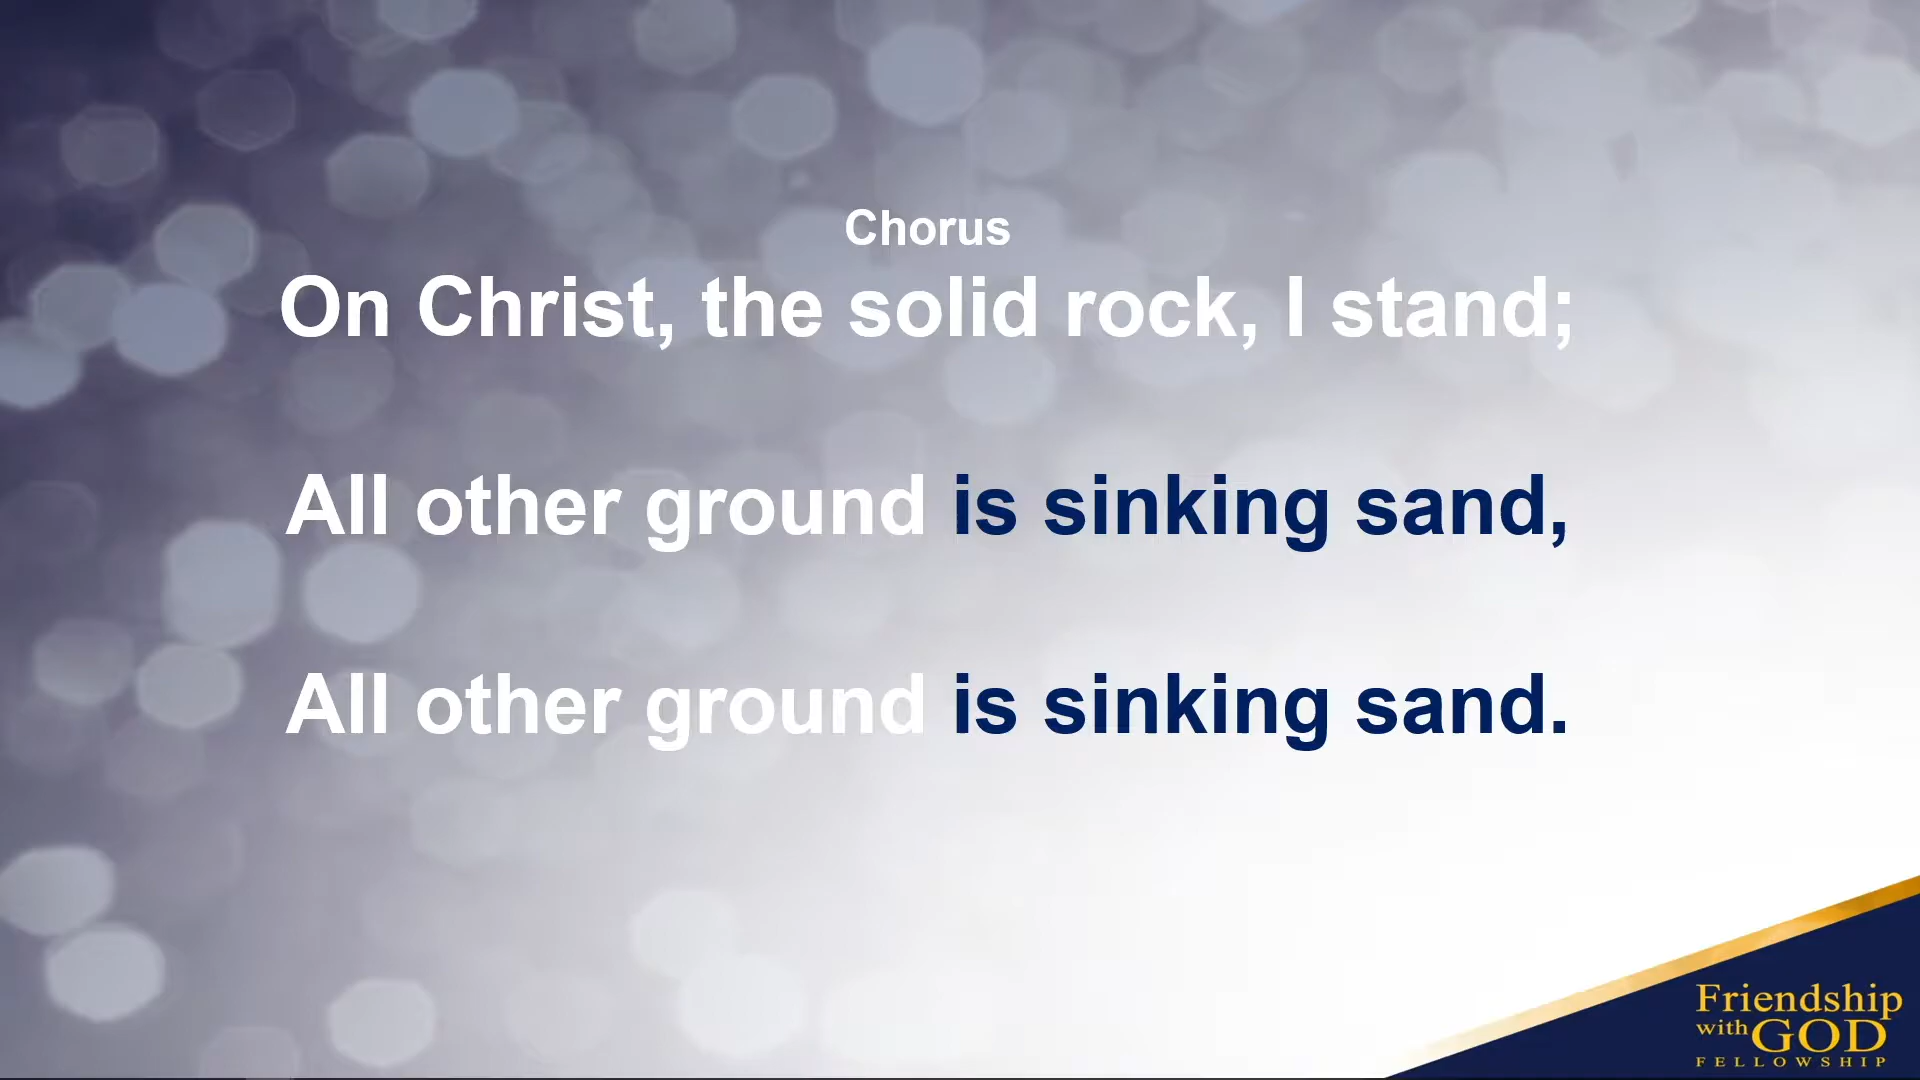 Chorus
On Christ, the solid rock, I stand;
All other ground is sinking sand,
All other ground is sinking sand.
Friendship
with GOD
FELLOWSHIP